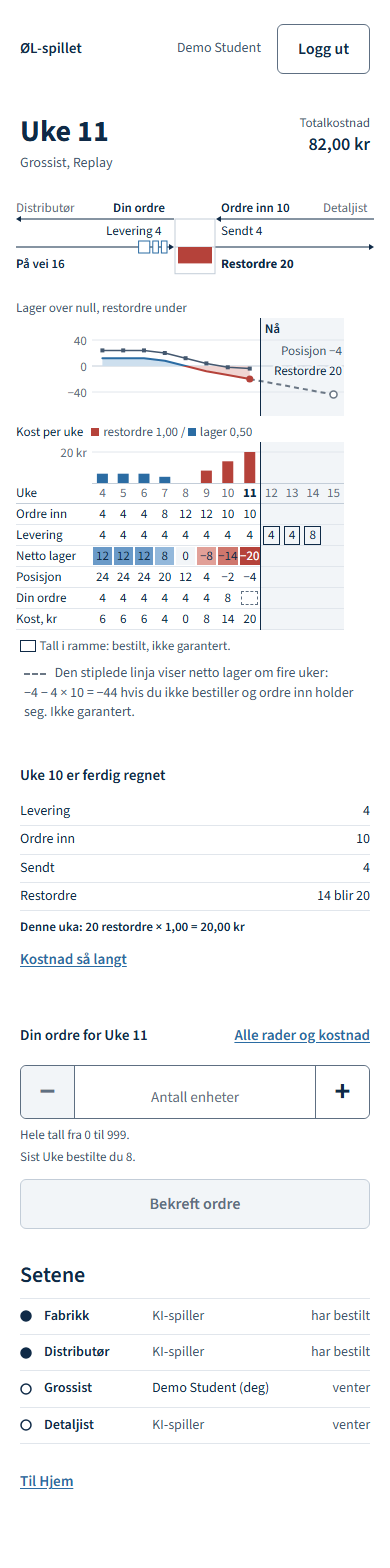 ØL-spillet Demo Student Logg ut
Uke 11 Totalkostnad
82,00 kr
Grossist, Replay
Distributør Din ordre Ordre inn 10 Detaljist
Levering 4 Sendt 4
På vei 16 Restordre 20
Lager over null, restordre under
Nå
40 Posisjon −4
0 Restordre 20
−40
Kost per uke restordre 1,00 / lager 0,50
20 kr
Uke 4 5 6 7 8 9 10 11 12 13 14 15
Ordre inn 4 4 4 8 12 12 10 10
Levering 4 4 4 4 4 4 4 4 4 4 8
Netto lager 12 12 12 8 0 −8 −14 −20
Posisjon 24 24 24 20 12 4 −2 −4
Din ordre 4 4 4 4 4 4 8
Kost, kr 6 6 6 4 0 8 14 20
Tall i ramme: bestilt, ikke garantert.
Den stiplede linja viser netto lager om fire uker:
−4 − 4 × 10 = −44 hvis du ikke bestiller og ordre inn holder
seg. Ikke garantert.
Uke 10 er ferdig regnet
Levering 4
Ordre inn 10
Sendt 4
Restordre 14 blir 20
Denne uka: 20 restordre × 1,00 = 20,00 kr
Kostnad så langt
Din ordre for Uke 11 Alle rader og kostnad
− Antall enheter +
Hele tall fra 0 til 999.
Sist Uke bestilte du 8.
Bekreft ordre
Setene
Fabrikk KI-spiller har bestilt
Distributør KI-spiller har bestilt
Grossist Demo Student (deg) venter
Detaljist KI-spiller venter
Til Hjem